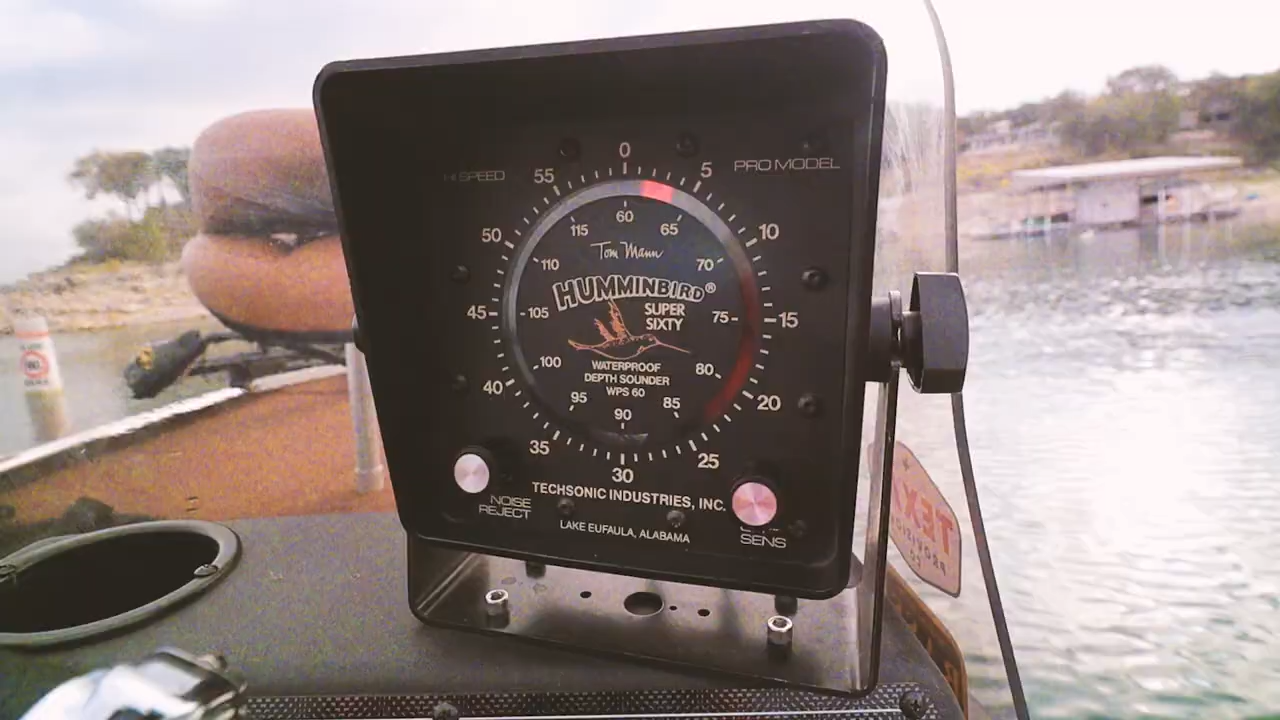 HI SPEED
PRO MODEL
0
5
10
15
20
25
30
35
40
45
50
55
60
65
70
75
80
85
90
95
100
105
110
115
Tom Mann
HUMMINBIRD®
SUPER
SIXTY
WATERPROOF
DEPTH SOUNDER
WPS 60
TECHSONIC INDUSTRIES, INC.
LAKE EUFAULA, ALABAMA
NOISE
REJECT
SENS